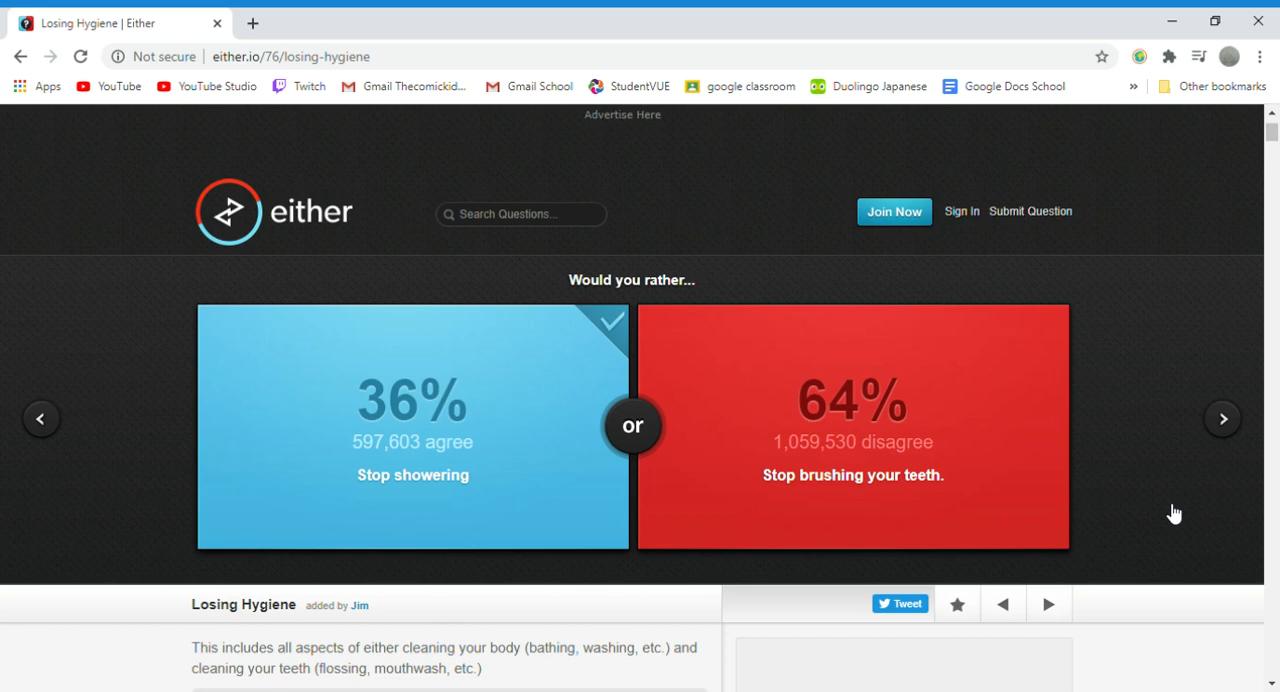 Losing Hygiene | Either
Not secure | either.io/76/losing-hygiene
Apps YouTube YouTube Studio Twitch Gmail Thecomickid... Gmail School StudentVUE google classroom Duolingo Japanese Google Docs School » Other bookmarks
Advertise Here
either
Search Questions...
Join Now Sign In Submit Question
Would you rather...
36%
597,603 agree
Stop showering
or
64%
1,059,530 disagree
Stop brushing your teeth.
Losing Hygiene added by Jim
Tweet
This includes all aspects of either cleaning your body (bathing, washing, etc.) and
cleaning your teeth (flossing, mouthwash, etc.)